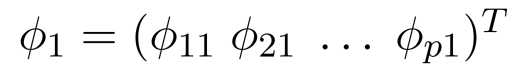 ϕ₁ = (ϕ₁₁ ϕ₂₁ … ϕₚ₁)ᵀ